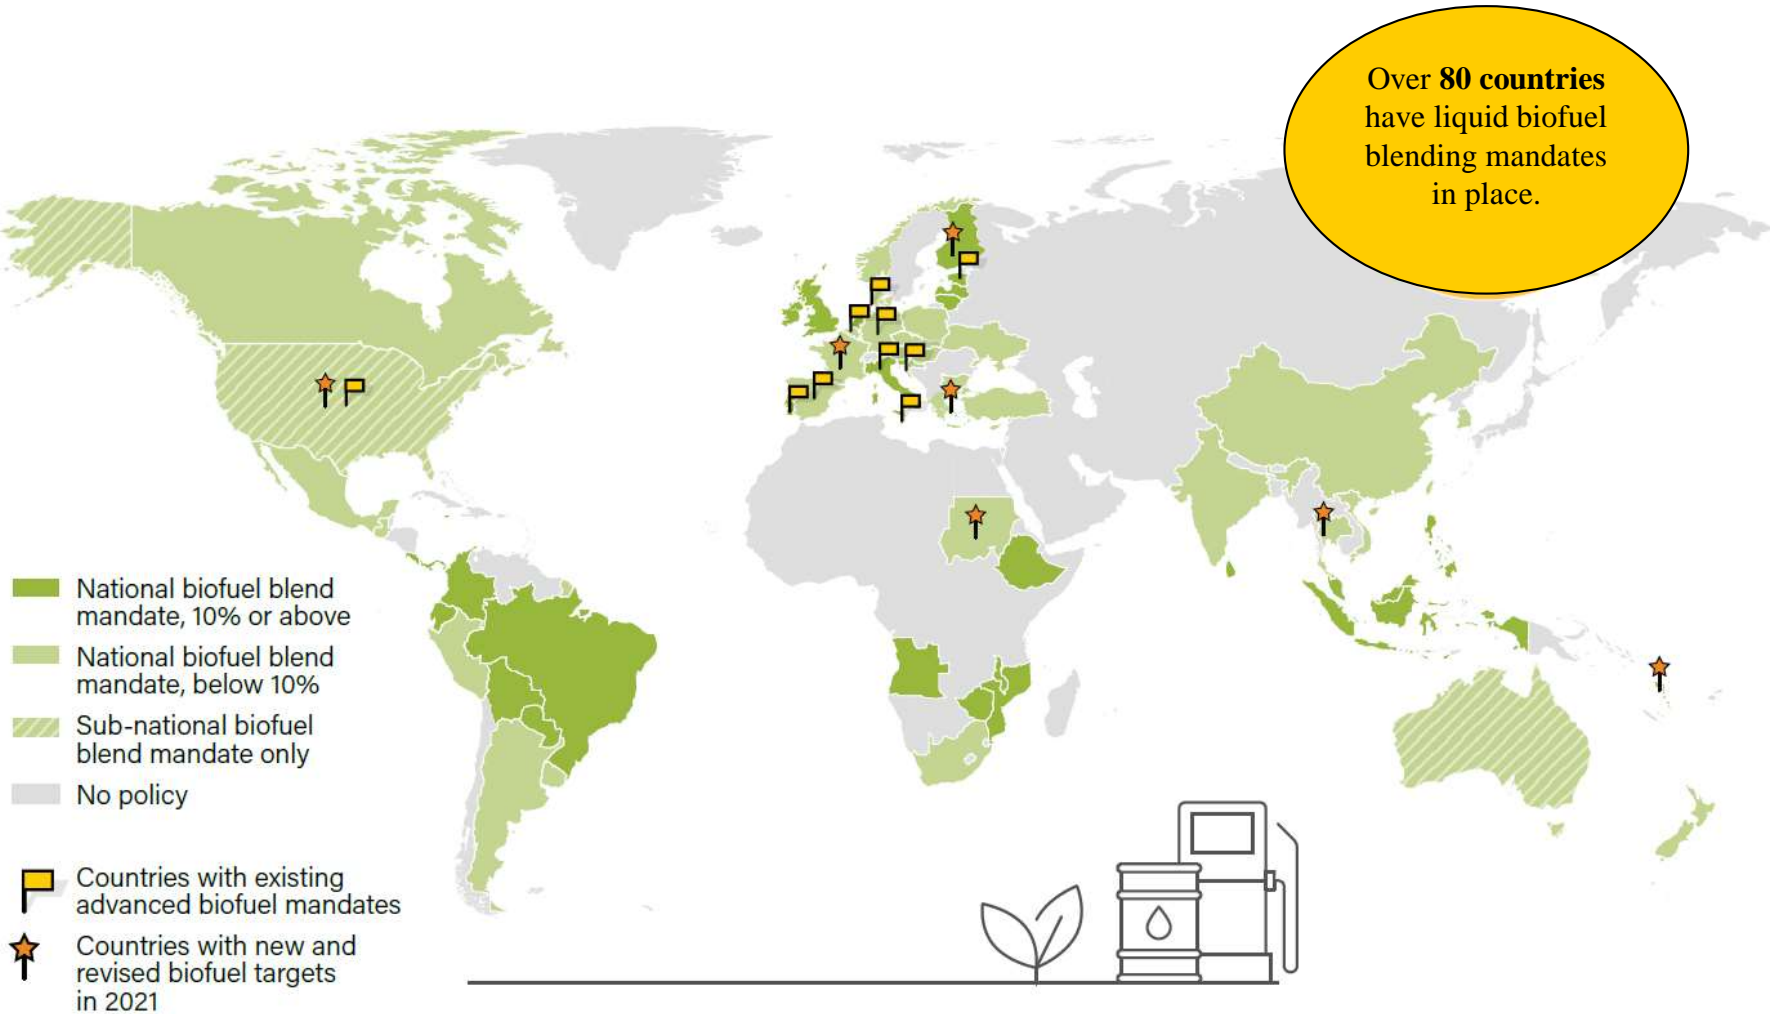 Over 80 countries
have liquid biofuel
blending mandates
in place.
National biofuel blend
mandate, 10% or above
National biofuel blend
mandate, below 10%
Sub-national biofuel
blend mandate only
No policy
Countries with existing
advanced biofuel mandates
Countries with new and
revised biofuel targets
in 2021